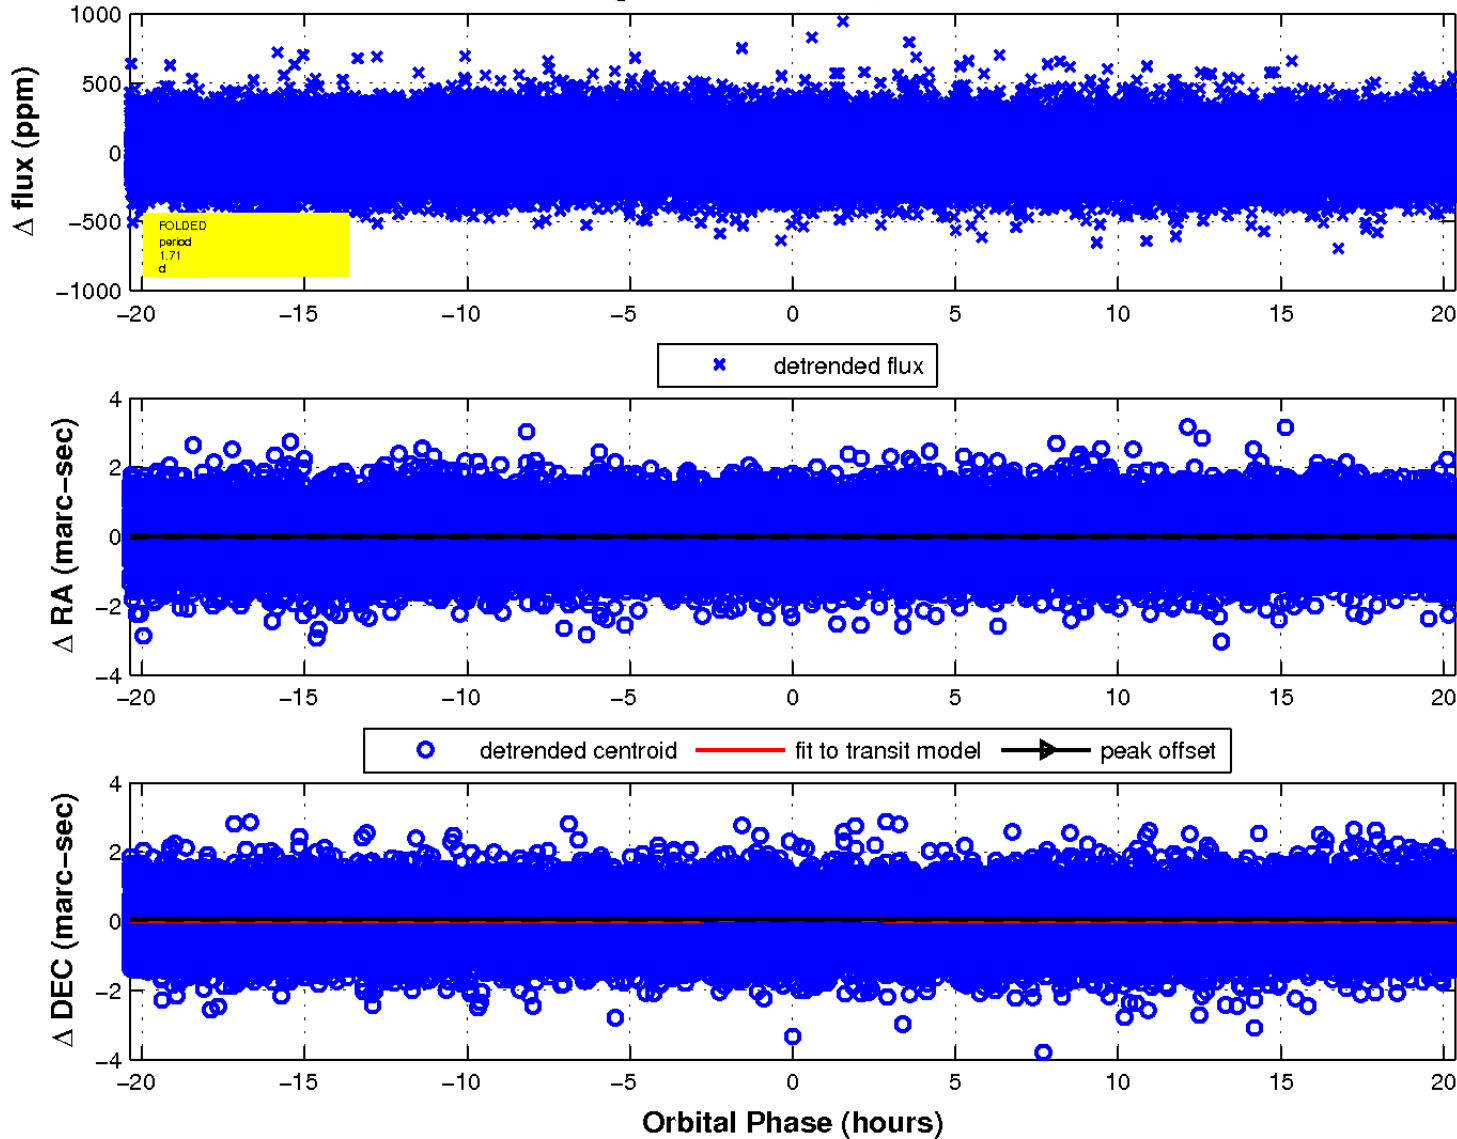 1000
500
0
−500
−1000
Δ flux (ppm)
FOLDED
period
1.71
d
−20 −15 −10 −5 0 5 10 15 20
detrended flux
4
2
0
−2
−4
Δ RA (marc−sec)
−20 −15 −10 −5 0 5 10 15 20
detrended centroid fit to transit model peak offset
4
2
0
−2
−4
Δ DEC (marc−sec)
−20 −15 −10 −5 0 5 10 15 20
Orbital Phase (hours)